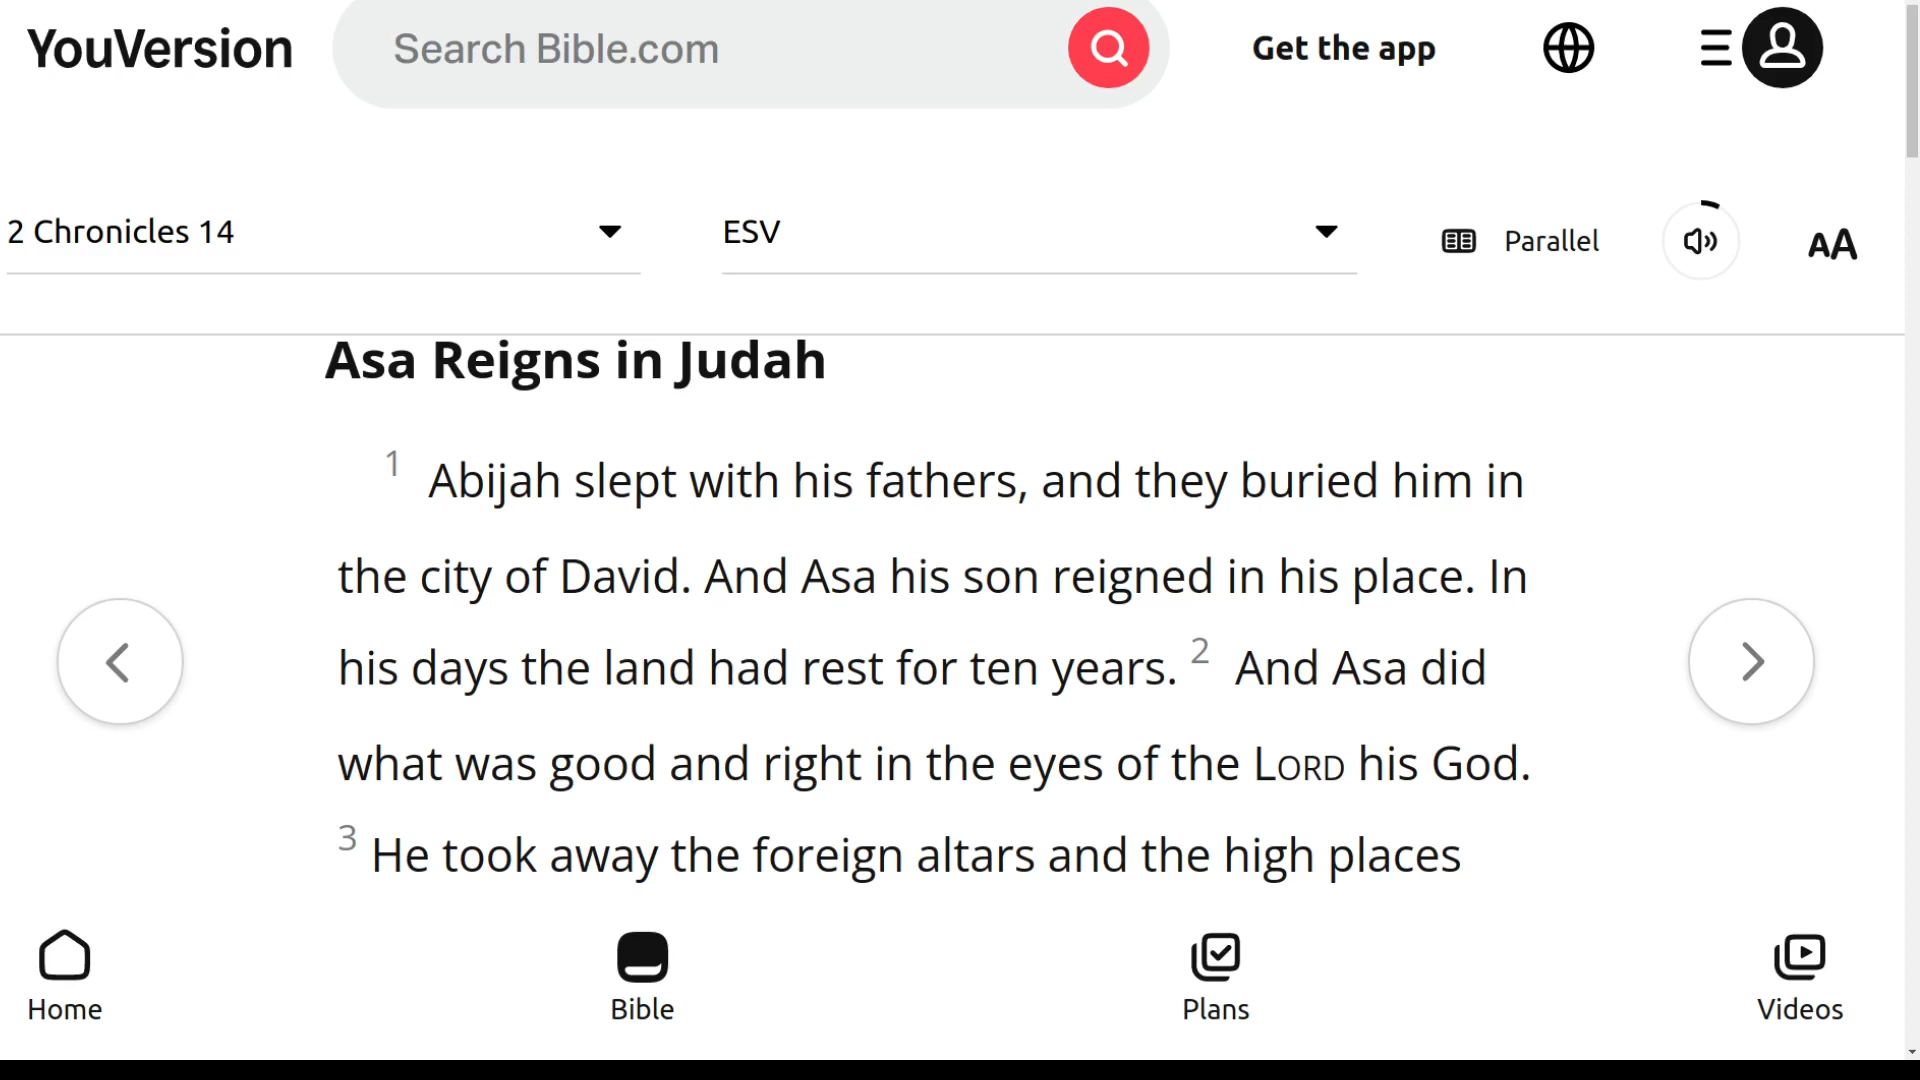 YouVersion Search Bible.com Get the app
2 Chronicles 14 ESV Parallel AA
Asa Reigns in Judah
1 Abijah slept with his fathers, and they buried him in
the city of David. And Asa his son reigned in his place. In
his days the land had rest for ten years. 2 And Asa did
what was good and right in the eyes of the LORD his God.
3 He took away the foreign altars and the high places
Home Bible Plans Videos